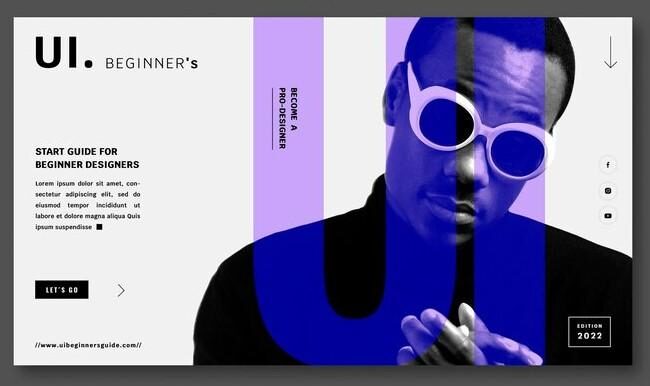 UI. BEGINNER's
BECOME A
PRO-DESIGNER
START GUIDE FOR
BEGINNER DESIGNERS
Lorem ipsum dolor sit amet, con-
sectetur adipiscing elit, sed do
eiusmod tempor incididunt ut
labore et dolore magna aliqua Quis
ipsum suspendisse
LET'S GO
//www.uibeginnersguide.com//
UI
EDITION
2022